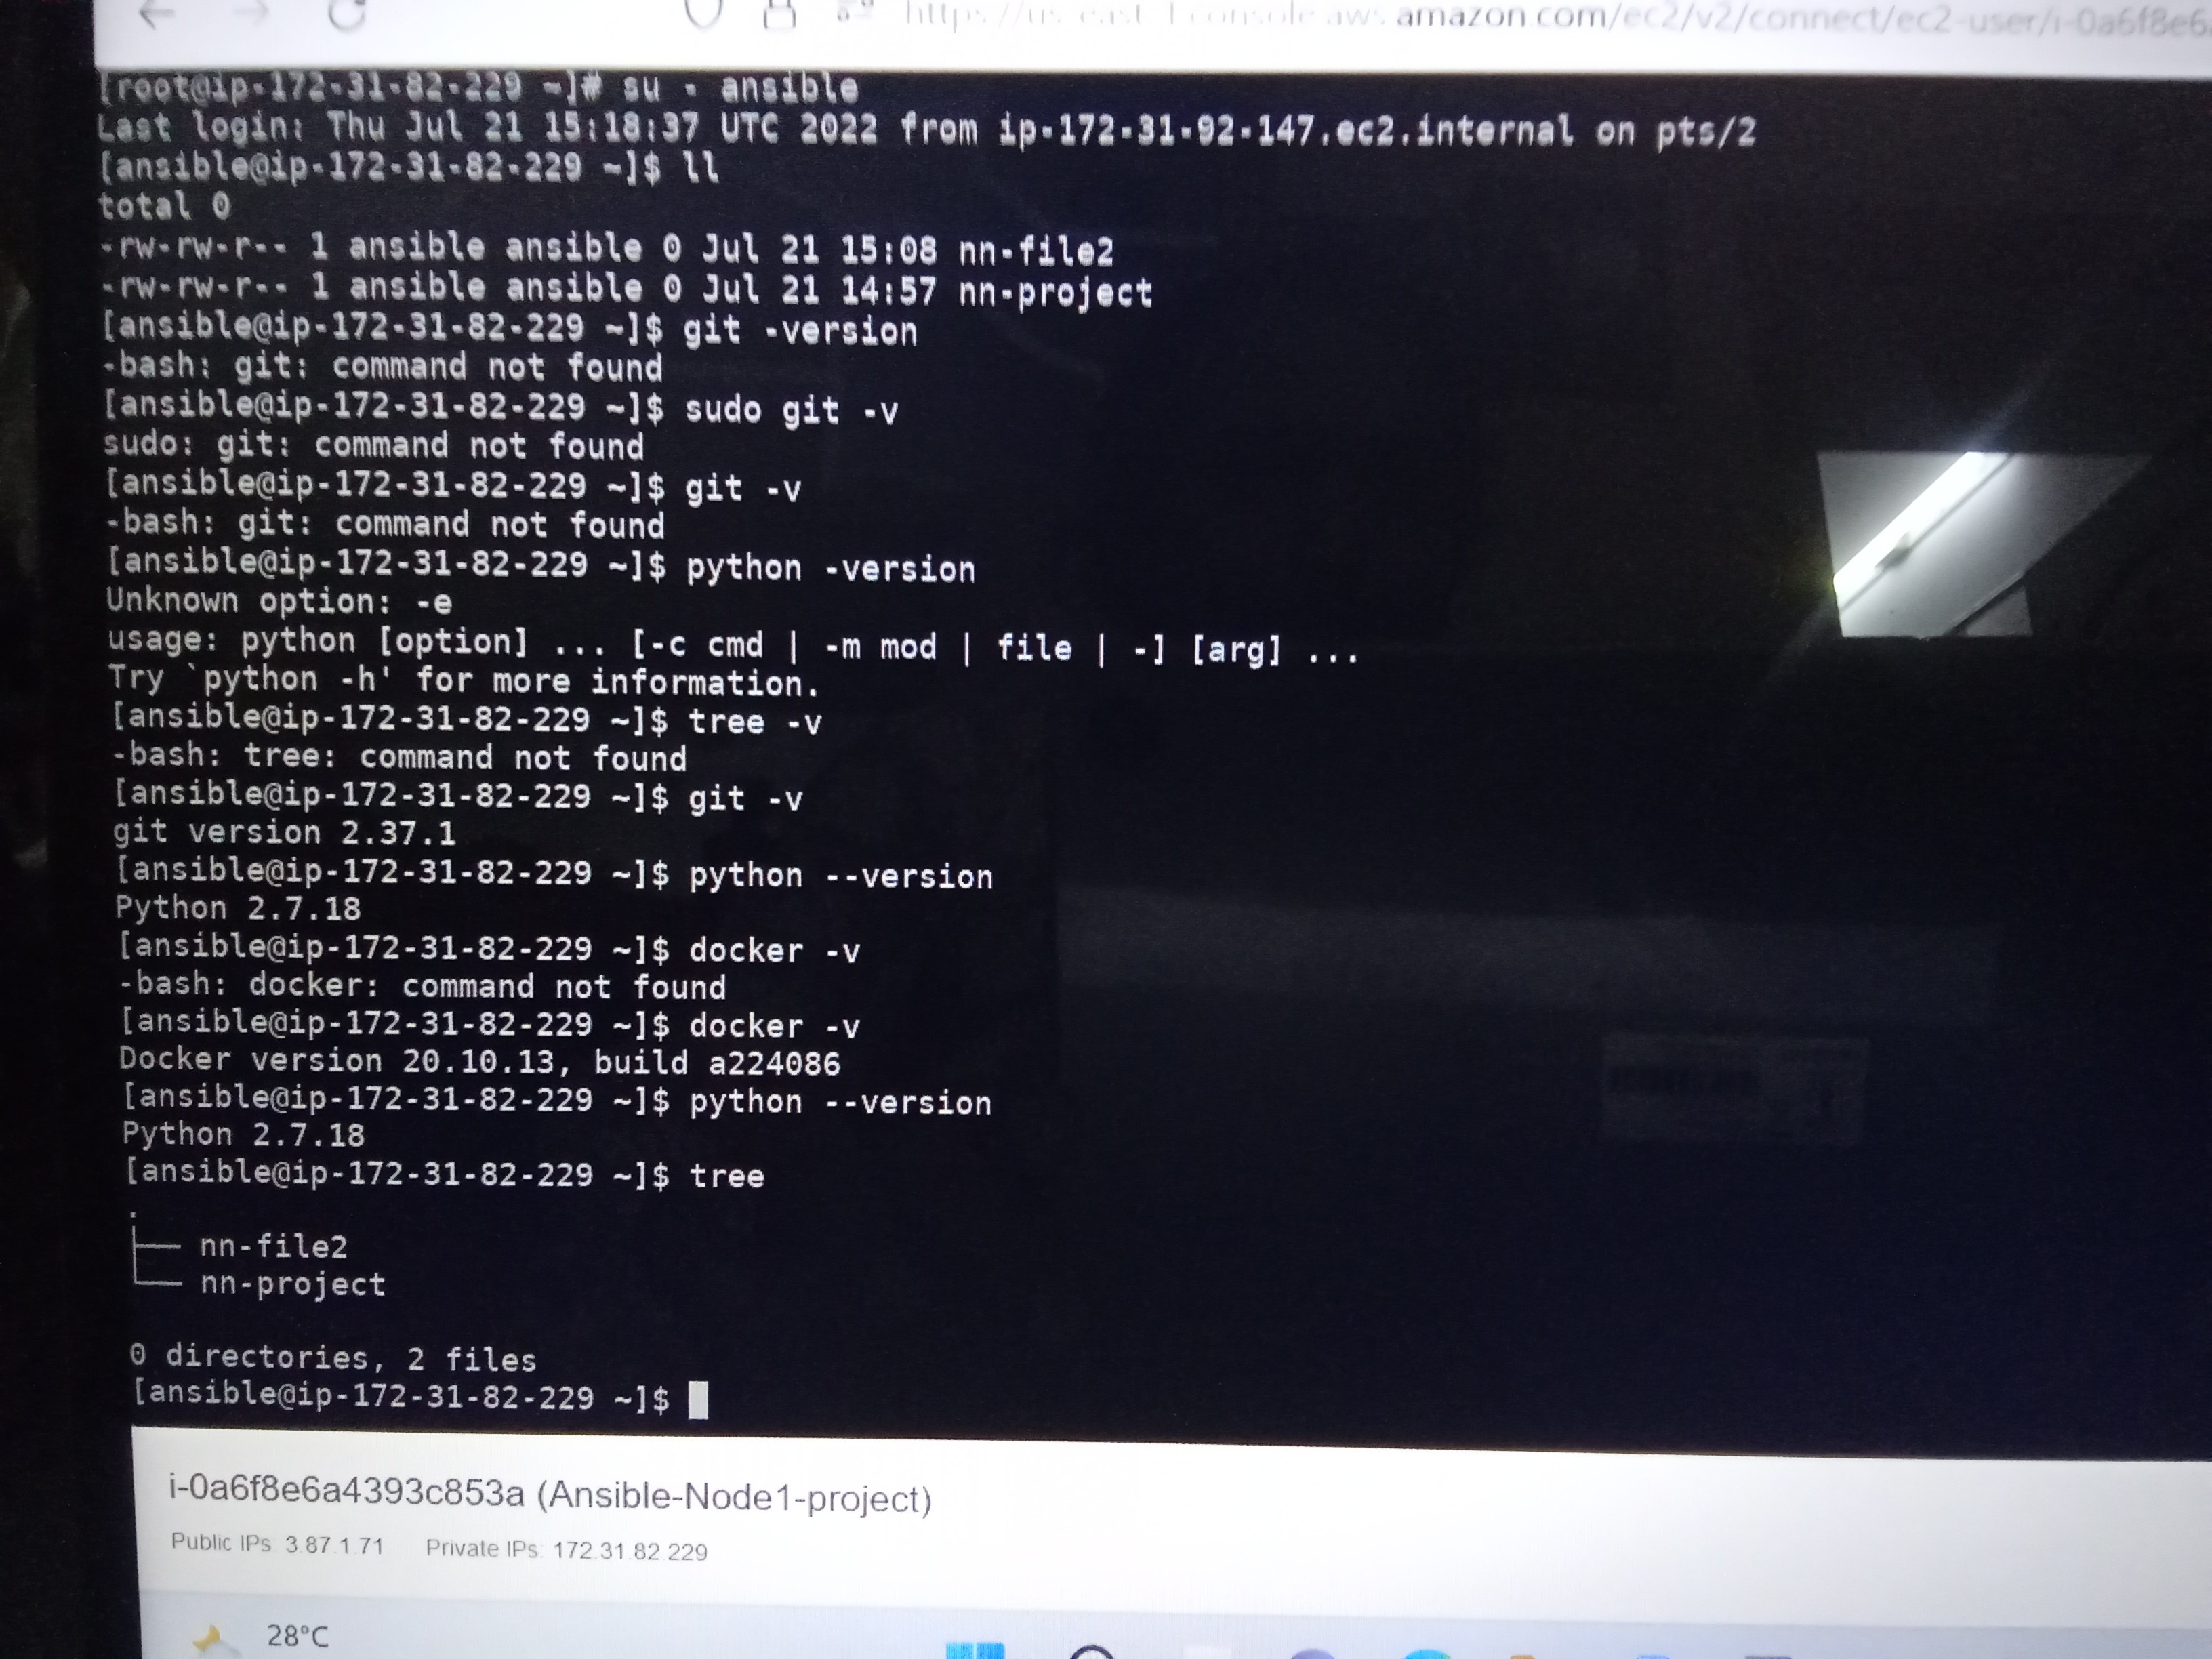 https://us-east-1.console.aws.amazon.com/ec2/v2/connect/ec2-user/i-0a6f8e6
[root@ip-172-31-82-229 ~]# su - ansible
Last login: Thu Jul 21 15:18:37 UTC 2022 from ip-172-31-92-147.ec2.internal on pts/2
[ansible@ip-172-31-82-229 ~]$ ll
total 0
-rw-rw-r-- 1 ansible ansible 0 Jul 21 15:08 nn-file2
-rw-rw-r-- 1 ansible ansible 0 Jul 21 14:57 nn-project
[ansible@ip-172-31-82-229 ~]$ git -version
-bash: git: command not found
[ansible@ip-172-31-82-229 ~]$ sudo git -v
sudo: git: command not found
[ansible@ip-172-31-82-229 ~]$ git -v
-bash: git: command not found
[ansible@ip-172-31-82-229 ~]$ python -version
Unknown option: -e
usage: python [option] ... [-c cmd | -m mod | file | -] [arg] ...
Try `python -h' for more information.
[ansible@ip-172-31-82-229 ~]$ tree -v
-bash: tree: command not found
[ansible@ip-172-31-82-229 ~]$ git -v
git version 2.37.1
[ansible@ip-172-31-82-229 ~]$ python --version
Python 2.7.18
[ansible@ip-172-31-82-229 ~]$ docker -v
-bash: docker: command not found
[ansible@ip-172-31-82-229 ~]$ docker -v
Docker version 20.10.13, build a224086
[ansible@ip-172-31-82-229 ~]$ python --version
Python 2.7.18
[ansible@ip-172-31-82-229 ~]$ tree
.
├── nn-file2
└── nn-project
0 directories, 2 files
[ansible@ip-172-31-82-229 ~]$
i-0a6f8e6a4393c853a (Ansible-Node1-project)
Public IPs: 3.87.1.71 Private IPs: 172.31.82.229
28°C